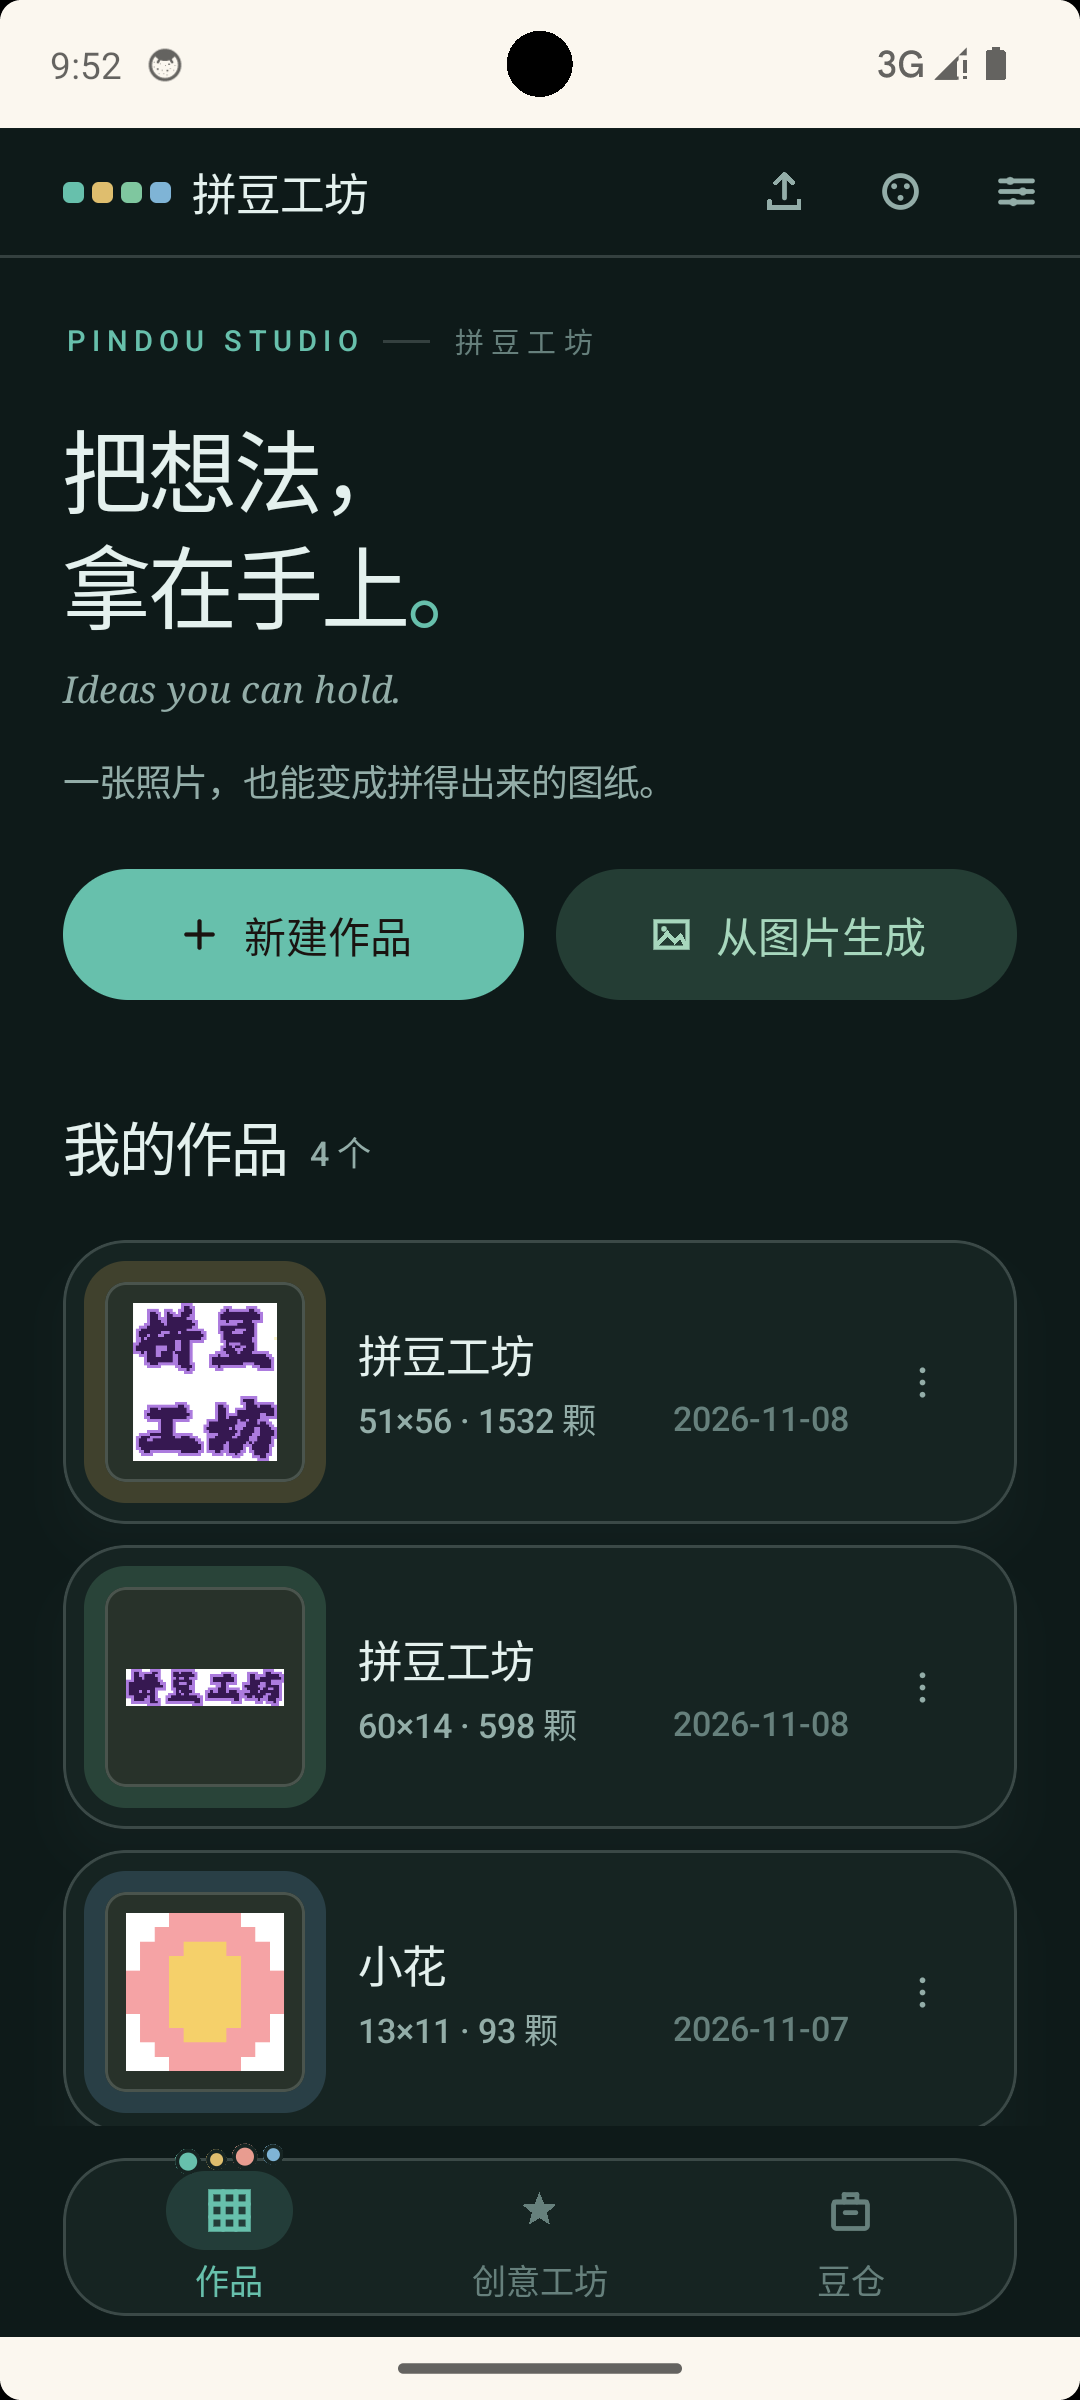 9:52
3G
拼豆工坊
PINDOU STUDIO — 拼豆工坊
把想法，
拿在手上。
Ideas you can hold.
一张照片，也能变成拼得出来的图纸。
新建作品
从图片生成
我的作品 4 个
拼豆
工坊
拼豆工坊
51×56 · 1532 颗 2026-11-08
拼豆工坊
拼豆工坊
60×14 · 598 颗 2026-11-08
小花
13×11 · 93 颗 2026-11-07
作品
创意工坊
豆仓